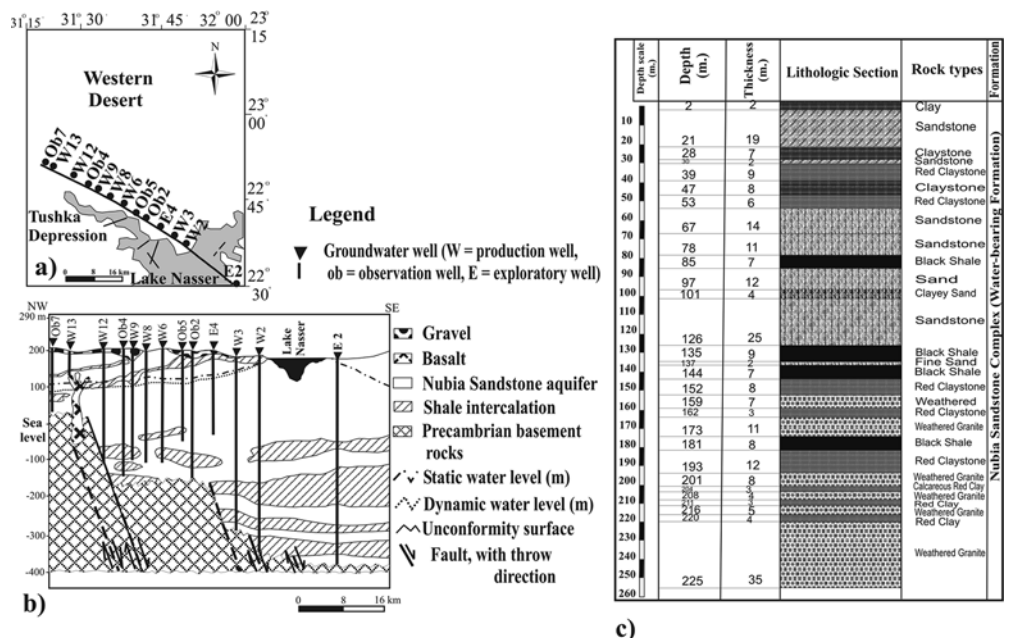 31° 15 31° 30 31° 45 32° 00 23° 15
a)
N
Western
Desert
23°
00
Ob7 W13 W12 Ob4 W9 W8 W6 Ob5 Ob2 E4 W3 W2
22°
45
Tushka
Depression
Lake Nasser
E2
22°
30
0 8 16 km
Legend
Groundwater well (W = production well,
ob = observation well, E = exploratory well)
NW SE
290 m
Ob7 W13 W12 Ob4 W9 W8 W6 Ob5 Ob2 E4 W3 W2 Lake Nasser E 2
200
100
Sea
level
-100
-200
-300
-400
b)
0 8 16 km
Gravel
Basalt
Nubia Sandstone aquifer
Shale intercalation
Precambrian basement
rocks
Static water level (m)
Dynamic water level (m)
Unconformity surface
Fault, with throw
direction
Depth scale (m.) Depth (m.) Thickness (m.) Lithologic Section Rock types Formation
2 2 Clay
10
Sandstone
20
21 19
28 7 Claystone
30 30 2 Sandstone
39 9 Red Claystone
40
47 8 Claystone
50
53 6 Red Claystone
60
Sandstone
67 14
70
78 11 Sandstone
80
85 7 Black Shale
90
97 12 Sand
100 101 4 Clayey Sand
110
Sandstone
120
126 25
130
135 9 Black Shale
137 2 Fine Sand
140
144 7 Black Shale
150
152 8 Red Claystone
159 7 Weathered
160
162 3 Red Claystone
170
173 11 Weathered Granite
180
181 8 Black Shale
190
193 12 Red Claystone
200
201 8 Weathered Granite
204 3 Calcareous Red Clay
208 4 Weathered Granite
210
211 3 Red Clay
216 5 Weathered Granite
220 220 4 Red Clay
230
240
Weathered Granite
250
225 35
260
Nubia Sandstone Complex (Water-bearing Formation)
c)